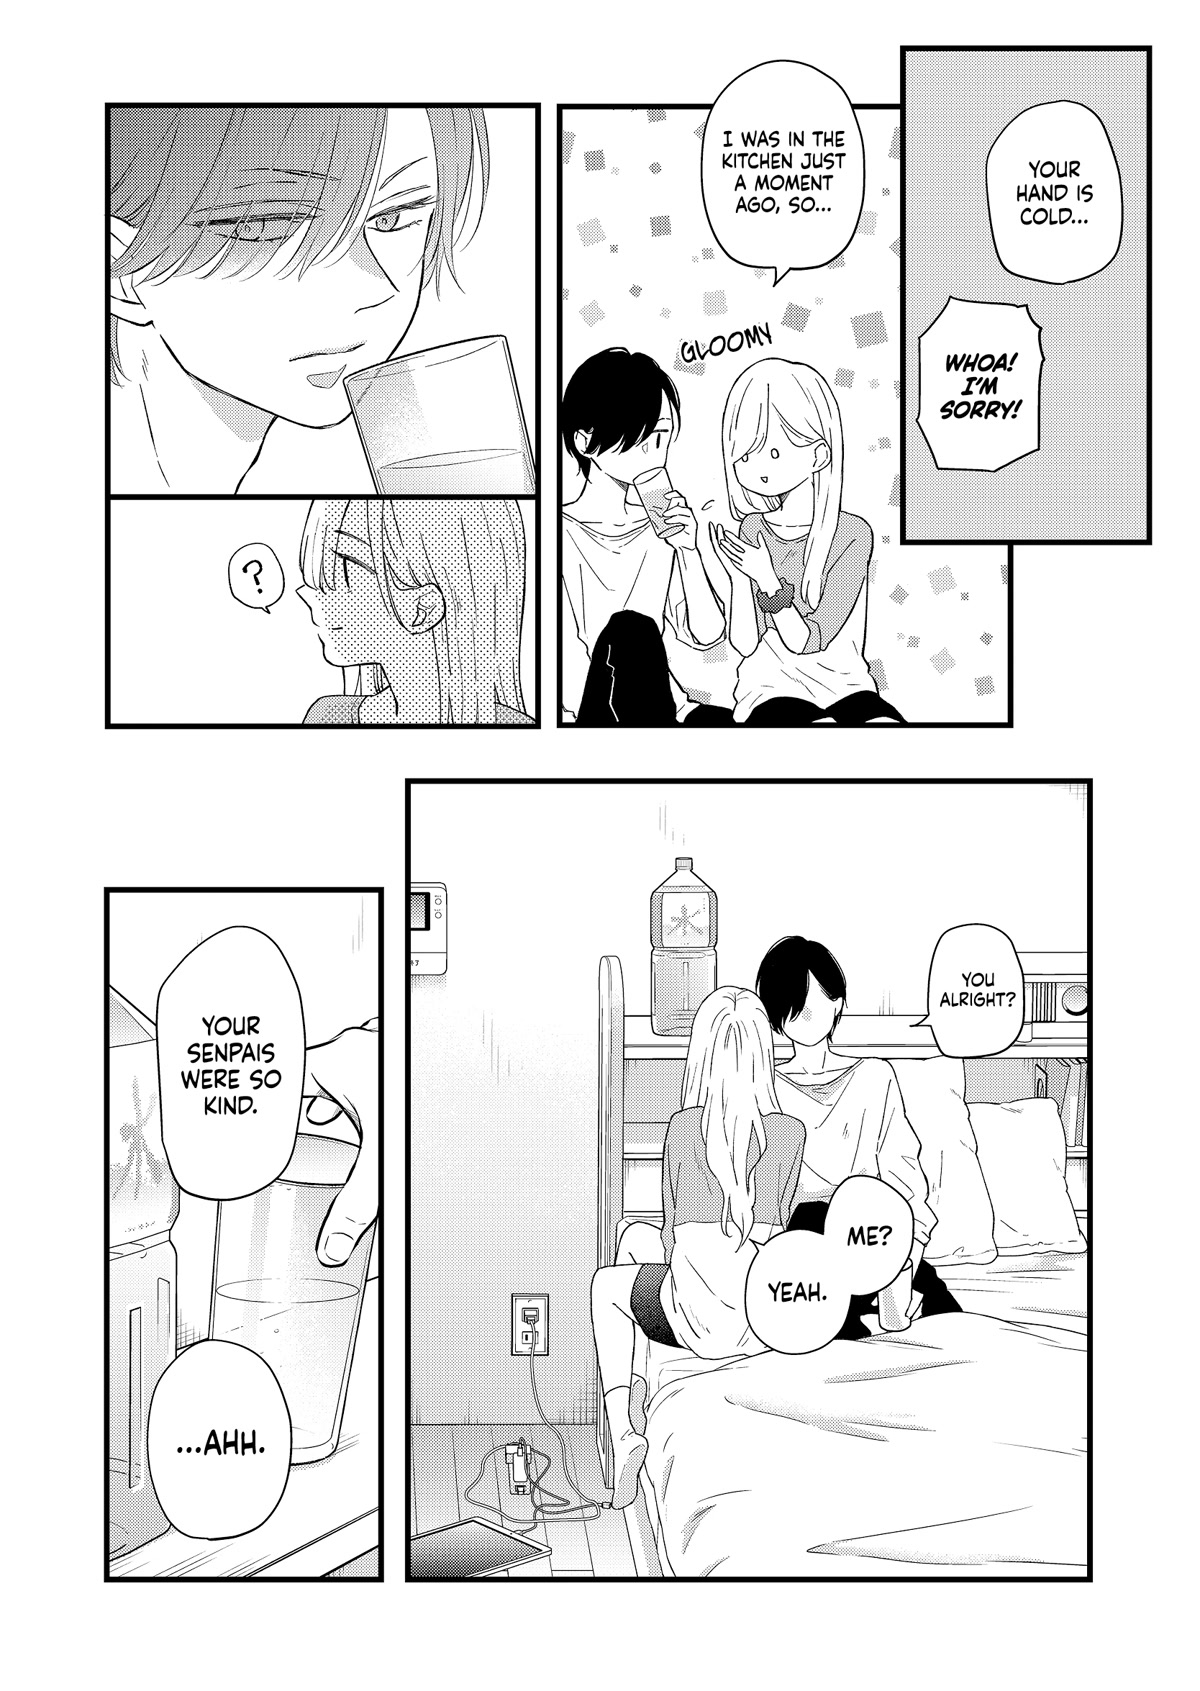 YOUR
HAND IS
COLD...
WHOA!
I'M
SORRY!
I WAS IN THE
KITCHEN JUST
A MOMENT
AGO, SO...
GLOOMY
?
YOU
ALRIGHT?
ME?
YEAH.
氷
YOUR
SENPAIS
WERE SO
KIND.
...AHH.